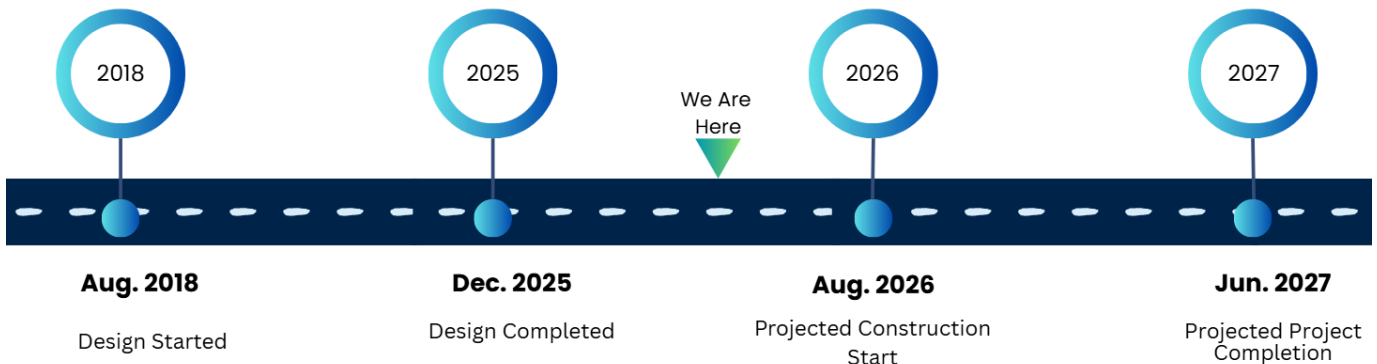 2018
2025
2026
2027
We Are
Here
Aug. 2018
Dec. 2025
Aug. 2026
Jun. 2027
Design Started
Design Completed
Projected Construction
Start
Projected Project
Completion